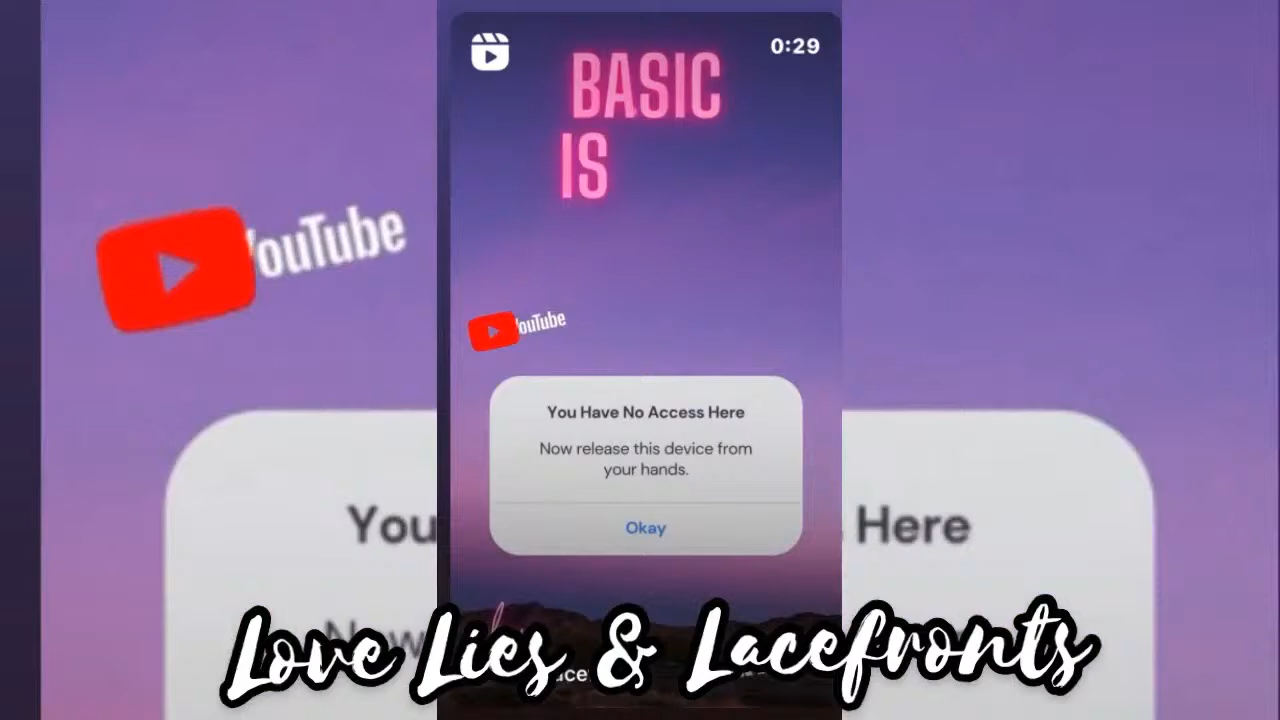 0:29
BASIC
IS
YouTube
YouTube
You Have No Access Here
Now release this device from
your hands.
Okay
You
Here
Now
Love Lies & Lacefronts